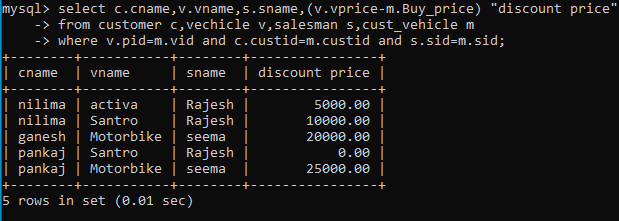 mysql> select c.cname,v.vname,s.sname,(v.vprice-m.Buy_price) "discount price"
    -> from customer c,vechicle v,salesman s,cust_vehicle m
    -> where v.pid=m.vid and c.custid=m.custid and s.sid=m.sid;
+---------+-----------+--------+----------------+
| cname   | vname     | sname  | discount price |
+---------+-----------+--------+----------------+
| nilima  | activa    | Rajesh |        5000.00 |
| nilima  | Santro    | Rajesh |       10000.00 |
| ganesh  | Motorbike | seema  |       20000.00 |
| pankaj  | Santro    | Rajesh |           0.00 |
| pankaj  | Motorbike | seema  |       25000.00 |
+---------+-----------+--------+----------------+
5 rows in set (0.01 sec)